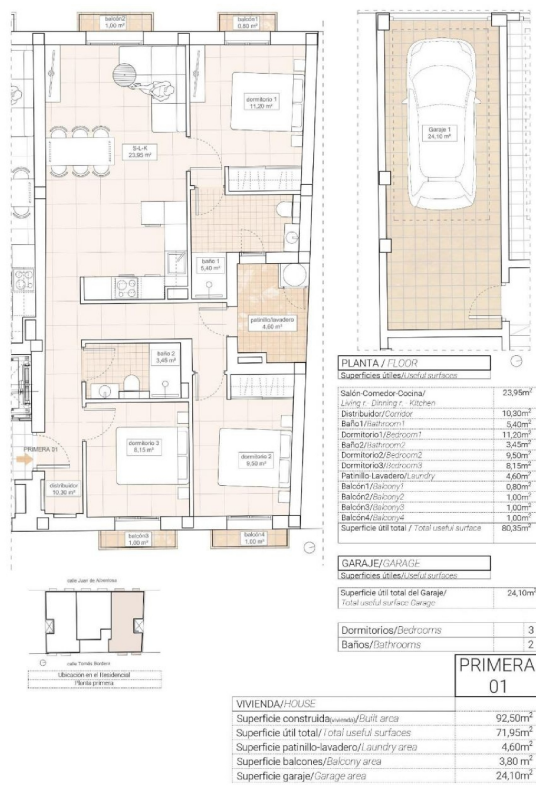 balcón2
1,00 m²
balcón1
0,80 m²
dormitorio 1
11,20 m²
S-L-K
23,95 m²
baño 1
5,40 m²
patinillo/lavadero
4,60 m²
baño 2
3,45 m²
dormitorio 3
8,15 m²
dormitorio 2
9,50 m²
PRIMERA 01
distribuidor
10,30 m²
balcón3
1,00 m²
balcón4
1,00 m²
Garaje 1
24,10 m²
PLANTA / FLOOR
Superficies útiles/Useful surfaces
Salón-Comedor-Cocina/ 23,95m²
Living r.- Dinning r. - Kitchen
Distribuidor/Corridor 10,30m²
Baño1/Bathroom1 5,40m²
Dormitorio1/Bedroom1 11,20m²
Baño2/Bathroom2 3,45m²
Dormitorio2/Bedroom2 9,50m²
Dormitorio3/Bedroom3 8,15m²
Patinillo-Lavadero/Laundry 4,60m²
Balcón1/Balcony1 0,80m²
Balcón2/Balcony2 1,00m²
Balcón3/Balcony3 1,00m²
Balcón4/Balcony4 1,00m²
Superficie útil total / Total useful surface 80,35m²
GARAJE/GARAGE
Superficies útiles/Useful surfaces
Superficie útil total del Garaje/ 24,10m²
Total useful surface Garage
Dormitorios/Bedrooms 3
Baños/Bathrooms 2
calle Juan de
calle Tomás
Ubicación en el Residencial
Planta primera
PRIMERA
01
VIVIENDA/HOUSE
Superficie construida(vivienda)/Built area 92,50m²
Superficie útil total/Total useful surfaces 71,95m²
Superficie patinillo-lavadero/Laundry area 4,60m²
Superficie balcones/Balcony area 3,80 m²
Superficie garaje/Garage area 24,10m²